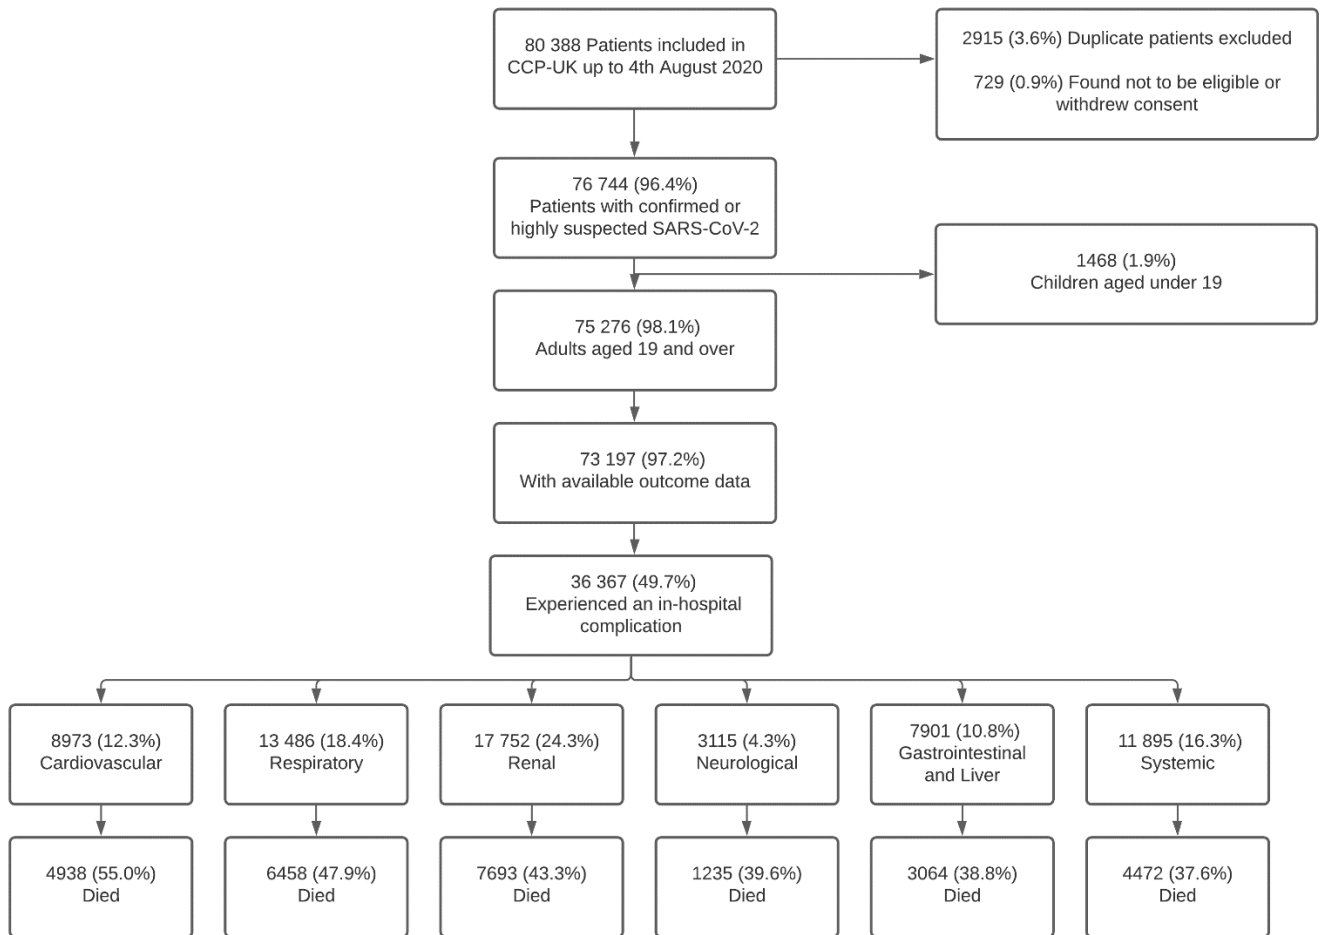 80 388 Patients included in
CCP-UK up to 4th August 2020
2915 (3.6%) Duplicate patients excluded
729 (0.9%) Found not to be eligible or
withdrew consent
76 744 (96.4%)
Patients with confirmed or
highly suspected SARS-CoV-2
1468 (1.9%)
Children aged under 19
75 276 (98.1%)
Adults aged 19 and over
73 197 (97.2%)
With available outcome data
36 367 (49.7%)
Experienced an in-hospital
complication
8973 (12.3%)
Cardiovascular
13 486 (18.4%)
Respiratory
17 752 (24.3%)
Renal
3115 (4.3%)
Neurological
7901 (10.8%)
Gastrointestinal
and Liver
11 895 (16.3%)
Systemic
4938 (55.0%)
Died
6458 (47.9%)
Died
7693 (43.3%)
Died
1235 (39.6%)
Died
3064 (38.8%)
Died
4472 (37.6%)
Died